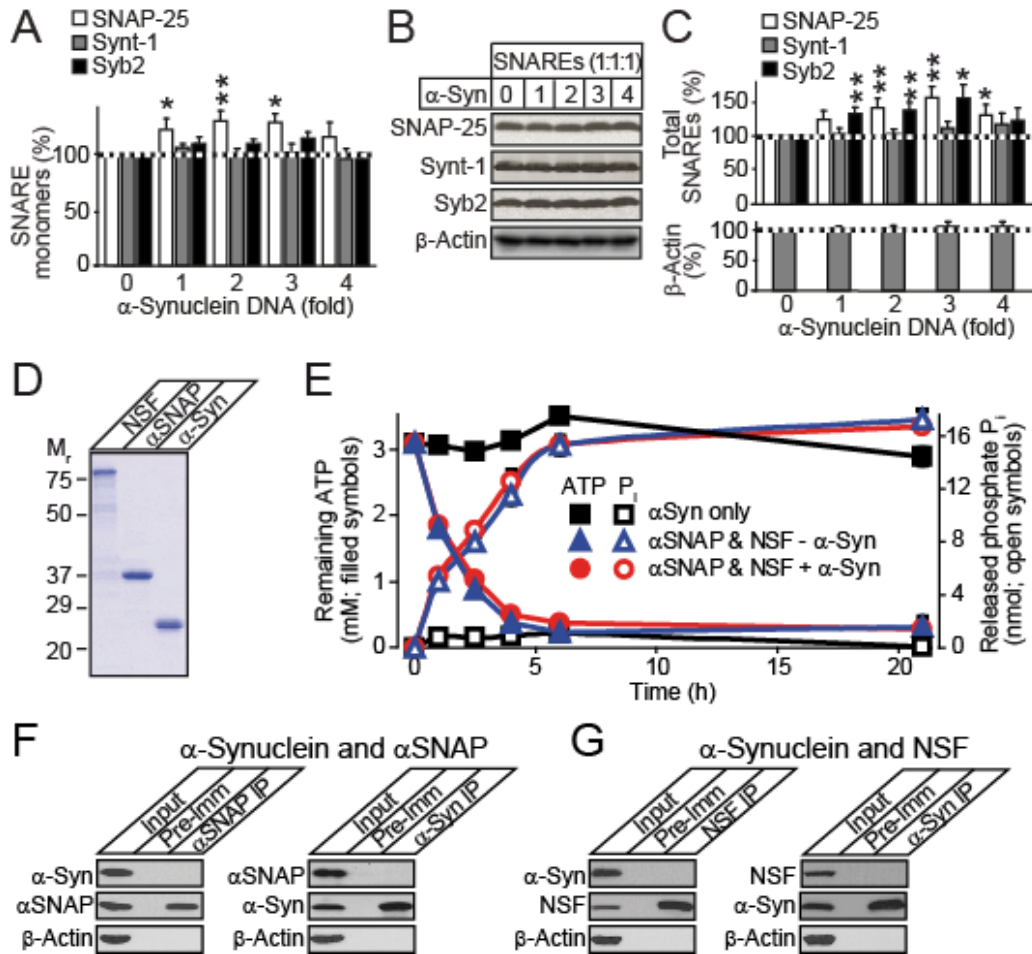 A
SNAP-25
Synt-1
Syb2
SNARE
monomers (%)
100
50
0
*
**
*
0 1 2 3 4
α-Synuclein DNA (fold)
B
SNAREs (1:1:1)
α-Syn 0 1 2 3 4
SNAP-25
Synt-1
Syb2
β-Actin
C
SNAP-25
Synt-1
Syb2
Total
SNAREs (%)
150
100
50
0
**
**
**
**
*
*
β-Actin
(%)
100
50
0
0 1 2 3 4
α-Synuclein DNA (fold)
D
NSF
αSNAP
α-Syn
Mr
75
50
37
29
20
E
Remaining ATP
(mM; filled symbols)
3
2
1
0
ATP Pi
αSyn only
αSNAP & NSF - α-Syn
αSNAP & NSF + α-Syn
16
12
8
4
0
Released phosphate Pi
(nmol; open symbols)
0 5 10 15 20
Time (h)
F
α-Synuclein and αSNAP
Input
Pre-Imm
αSNAP IP
α-Syn
αSNAP
β-Actin
Input
Pre-Imm
α-Syn IP
αSNAP
α-Syn
β-Actin
G
α-Synuclein and NSF
Input
Pre-Imm
NSF IP
α-Syn
NSF
β-Actin
Input
Pre-Imm
α-Syn IP
NSF
α-Syn
β-Actin